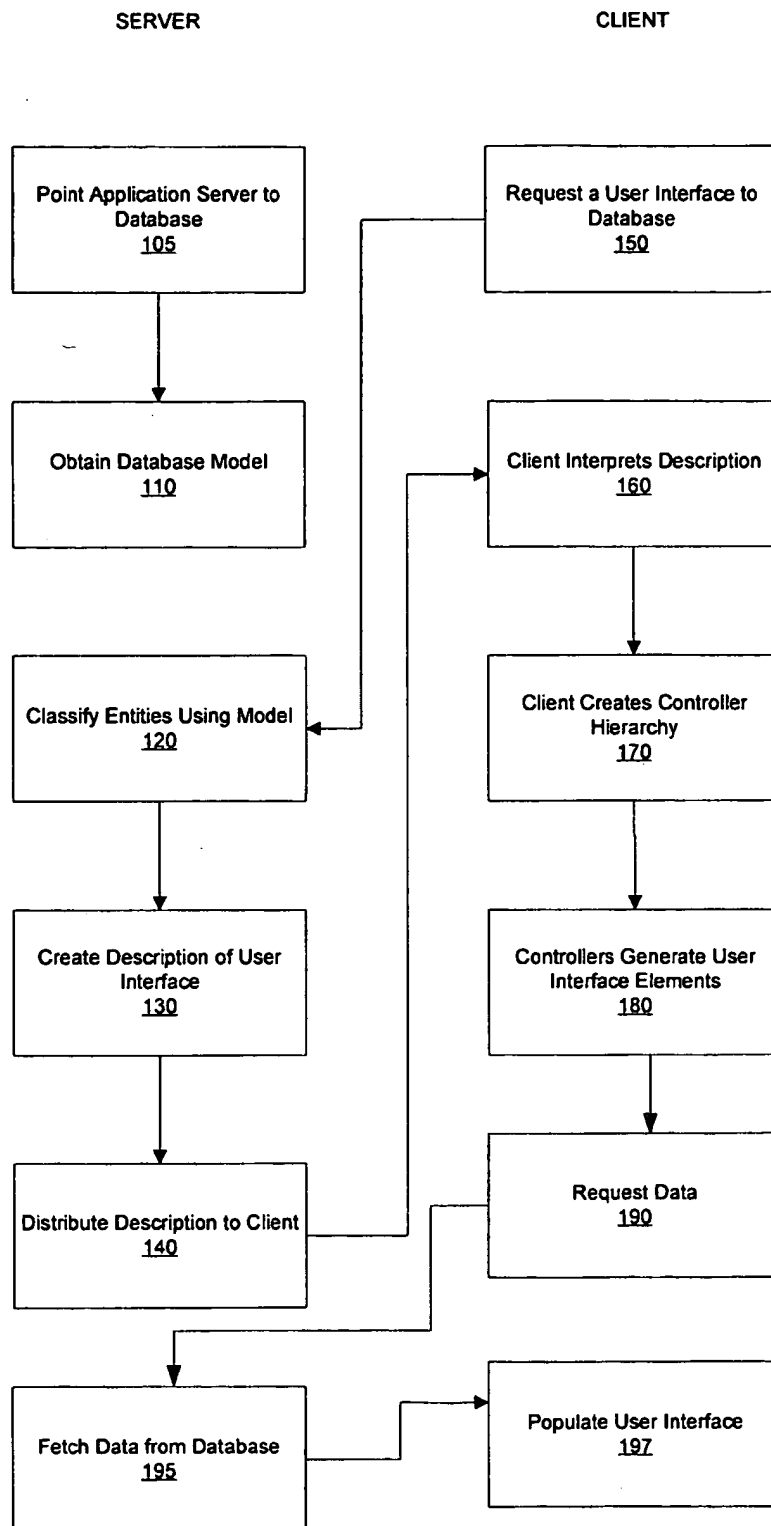 SERVER
CLIENT
Point Application Server to
Database
105
Request a User Interface to
Database
150
Obtain Database Model
110
Client Interprets Description
160
Classify Entities Using Model
120
Client Creates Controller
Hierarchy
170
Create Description of User
Interface
130
Controllers Generate User
Interface Elements
180
Distribute Description to Client
140
Request Data
190
Fetch Data from Database
195
Populate User Interface
197